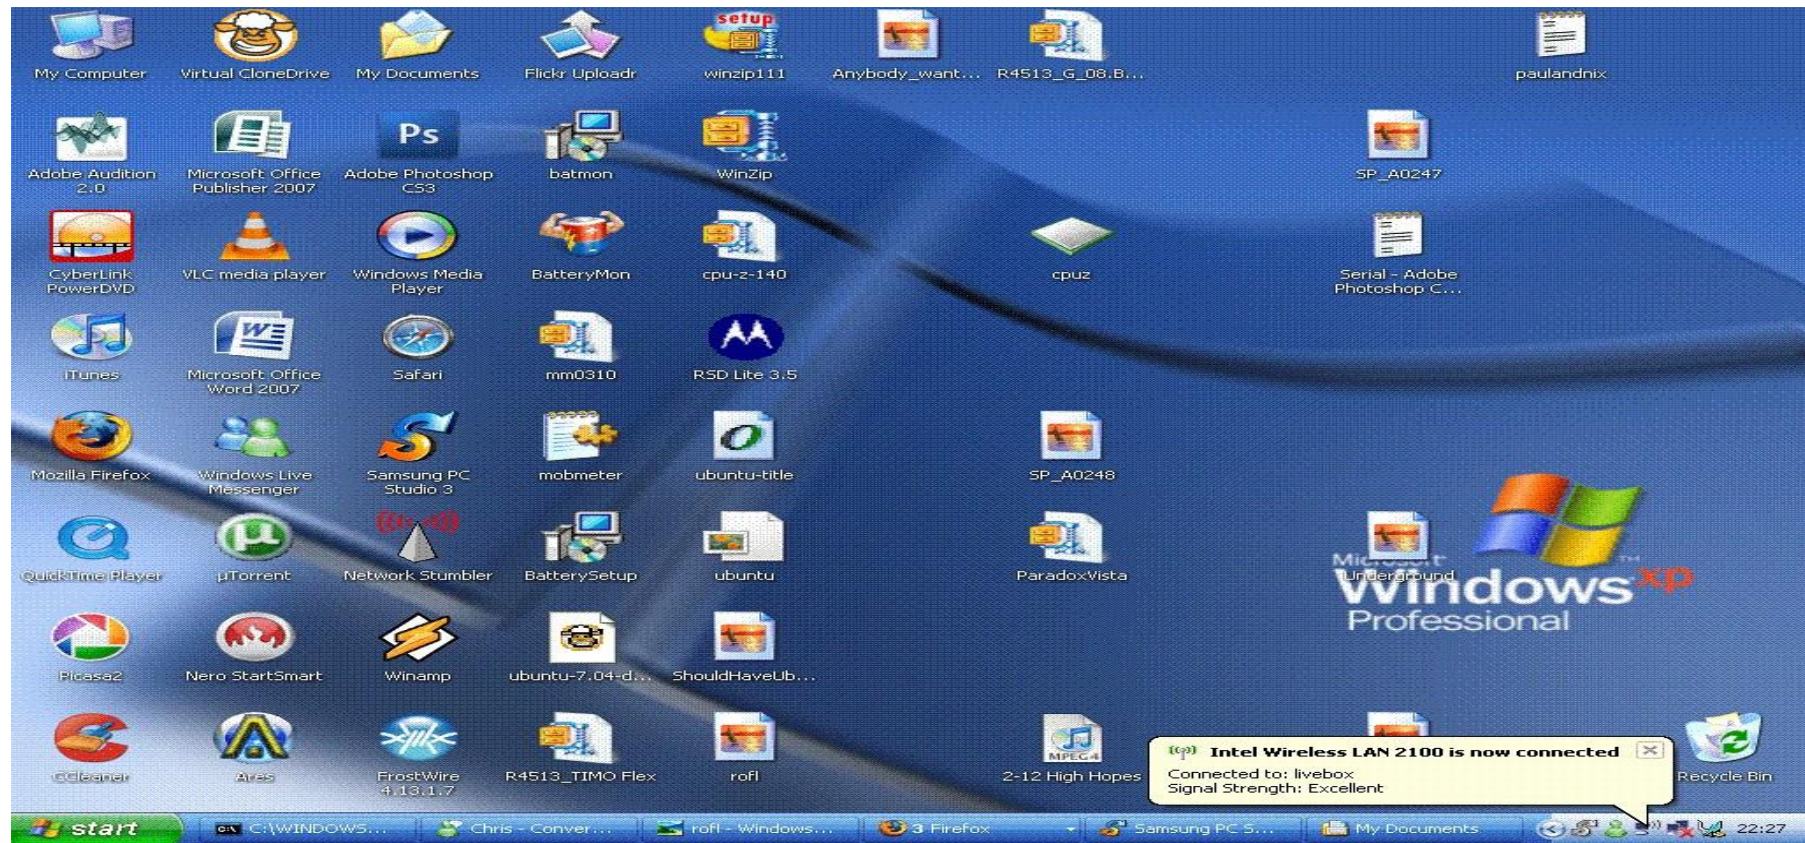 setup
My Computer
Virtual CloneDrive
My Documents
Flickr Uploadr
winzip111
Anybody_want...
R4513_G_08.B...
paulandnix
Ps
Adobe Audition
2.0
Microsoft Office
Publisher 2007
Adobe Photoshop
CS3
batmon
WinZip
SP_A0247
CyberLink
PowerDVD
VLC media player
Windows Media
Player
BatteryMon
cpu-z-140
cpuz
Serial - Adobe
Photoshop C...
W
iTunes
Microsoft Office
Word 2007
Safari
mm0310
RSD Lite 3.5
Mozilla Firefox
Windows Live
Messenger
Samsung PC
Studio 3
mobmeter
ubuntu-title
SP_A0248
QuickTime Player
µ
µTorrent
Network Stumbler
BatterySetup
ubuntu
ParadoxVista
Underground
Microsoft
Windows xp
Professional
Picasa2
Nero StartSmart
Winamp
ubuntu-7.04-d...
ShouldHaveUb...
CCleaner
Ares
FrostWire
4.13.1.7
R4513_TIMO Flex
rofl
MPEG4
2-12 High Hopes
Recycle Bin
Intel Wireless LAN 2100 is now connected
Connected to: livebox
Signal Strength: Excellent
start
C:\WINDOWS...
Chris - Conver...
rofl - Windows...
3 Firefox
Samsung PC S...
My Documents
22:27